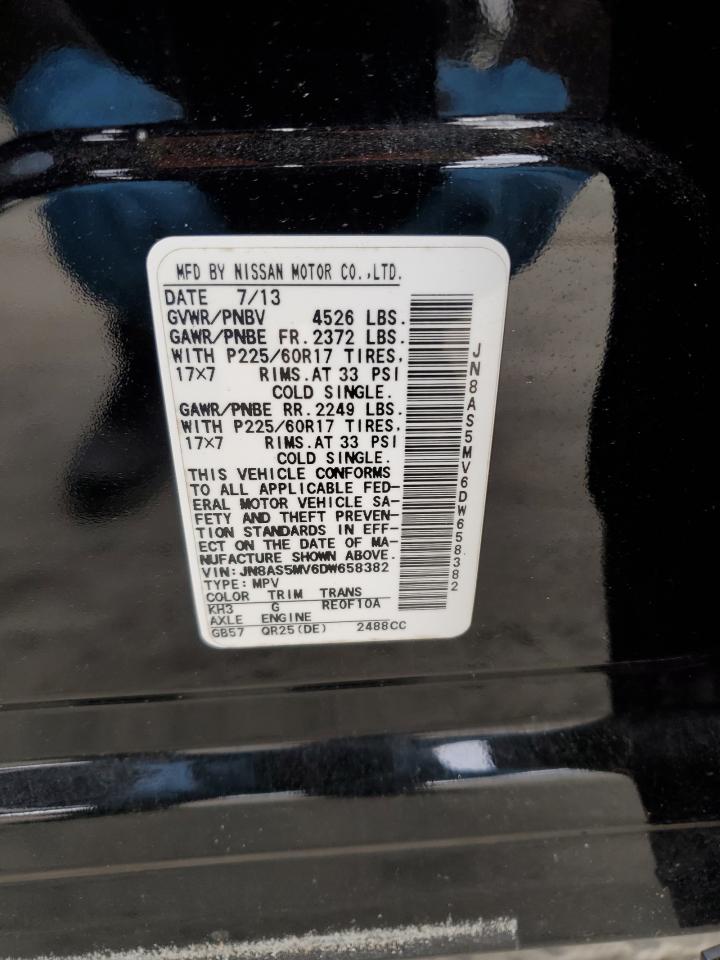 MFD BY NISSAN MOTOR CO.,LTD.
DATE 7/13
GVWR/PNBV 4526 LBS.
GAWR/PNBE FR. 2372 LBS.
WITH P225/60R17 TIRES.
17×7 RIMS. AT 33 PSI
COLD SINGLE.
GAWR/PNBE RR. 2249 LBS.
WITH P225/60R17 TIRES.
17×7 RIMS. AT 33 PSI
COLD SINGLE.
THIS VEHICLE CONFORMS
TO ALL APPLICABLE FED-
ERAL MOTOR VEHICLE SA-
FETY AND THEFT PREVEN-
TION STANDARDS IN EFF-
ECT ON THE DATE OF MA-
NUFACTURE SHOWN ABOVE.
VIN: JN8AS5MV6DW658382
TYPE: MPV
COLOR TRIM TRANS
KH3 G RE0F10A
AXLE ENGINE
GB57 QR25(DE) 2488CC
JN8AS5MV6DW658382